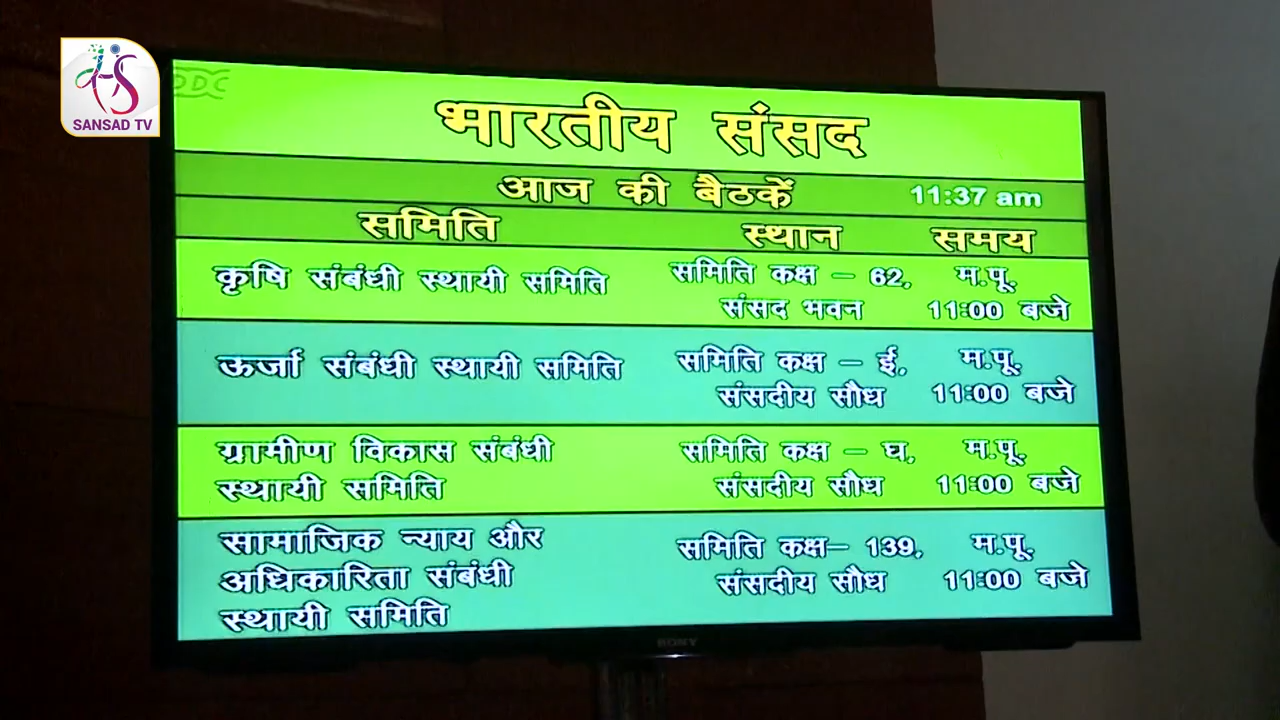 SANSAD TV
DDC
भारतीय संसद
आज की बैठकें 11:37 am
समिति स्थान समय
कृषि संबंधी स्थायी समिति समिति कक्ष – 62, म.पू.
संसद भवन 11:00 बजे
ऊर्जा संबंधी स्थायी समिति समिति कक्ष – ई, म.पू.
संसदीय सौध 11:00 बजे
ग्रामीण विकास संबंधी समिति कक्ष – घ, म.पू.
स्थायी समिति संसदीय सौध 11:00 बजे
सामाजिक न्याय और समिति कक्ष– 139, म.पू.
अधिकारिता संबंधी संसदीय सौध 11:00 बजे
स्थायी समिति
SONY